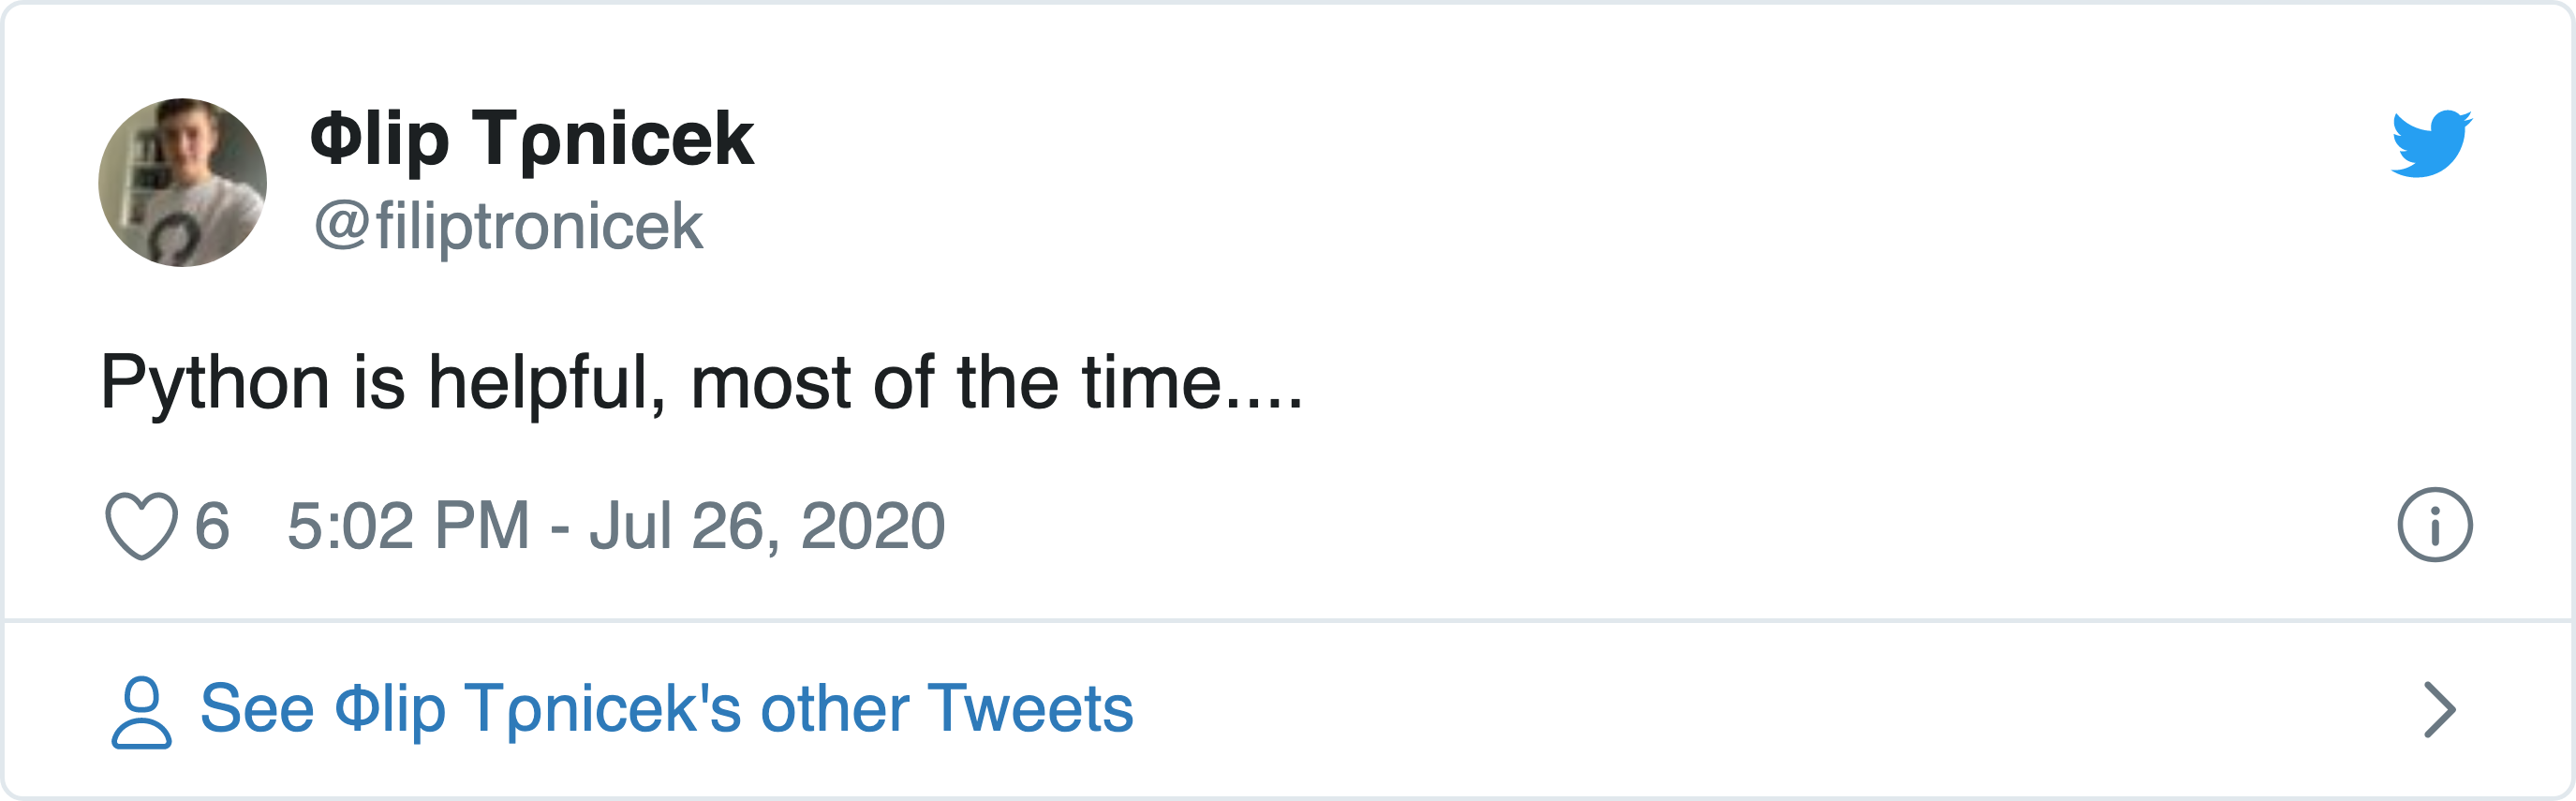 Φlip Tρnicek
@filiptronicek
Python is helpful, most of the time....
6 5:02 PM - Jul 26, 2020
See Φlip Tρnicek's other Tweets